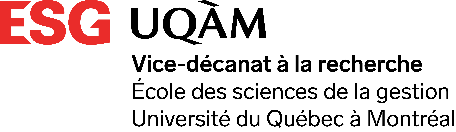 ESG UQÀM
Vice-décanat à la recherche
École des sciences de la gestion
Université du Québec à Montréal